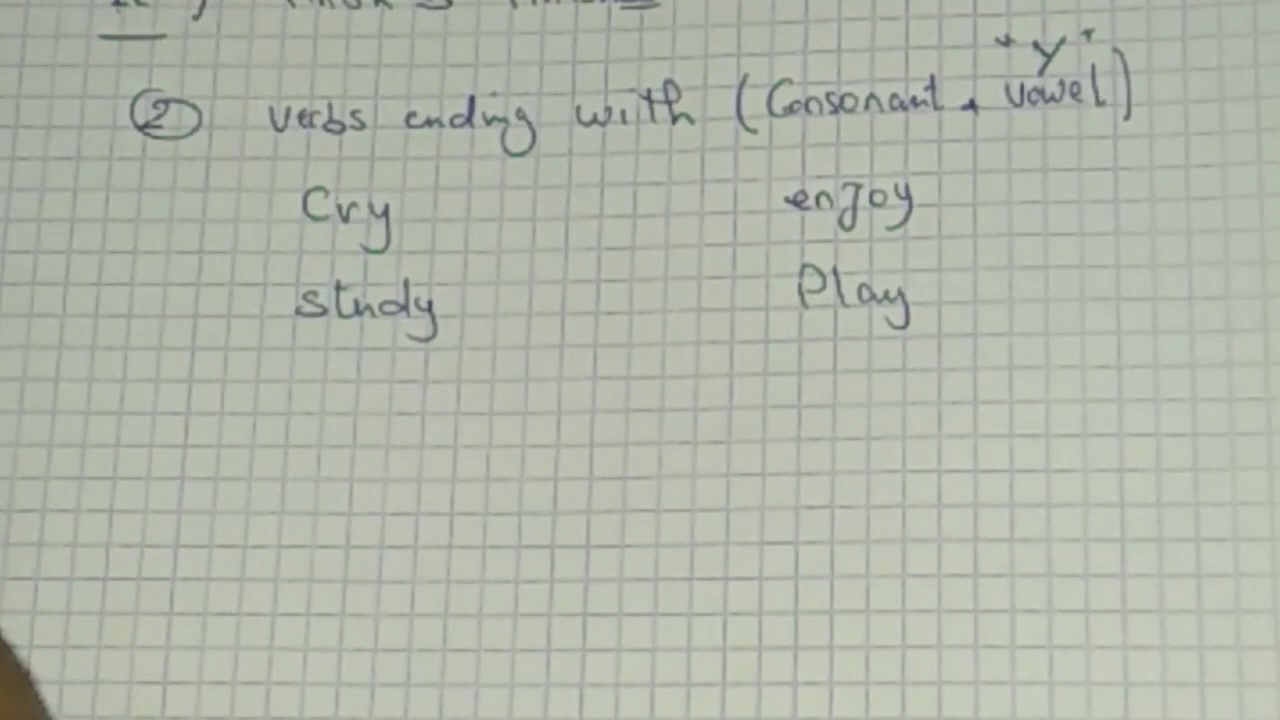 "y"
② verbs ending with (Consonant + vowel)
Cry enjoy
study Play